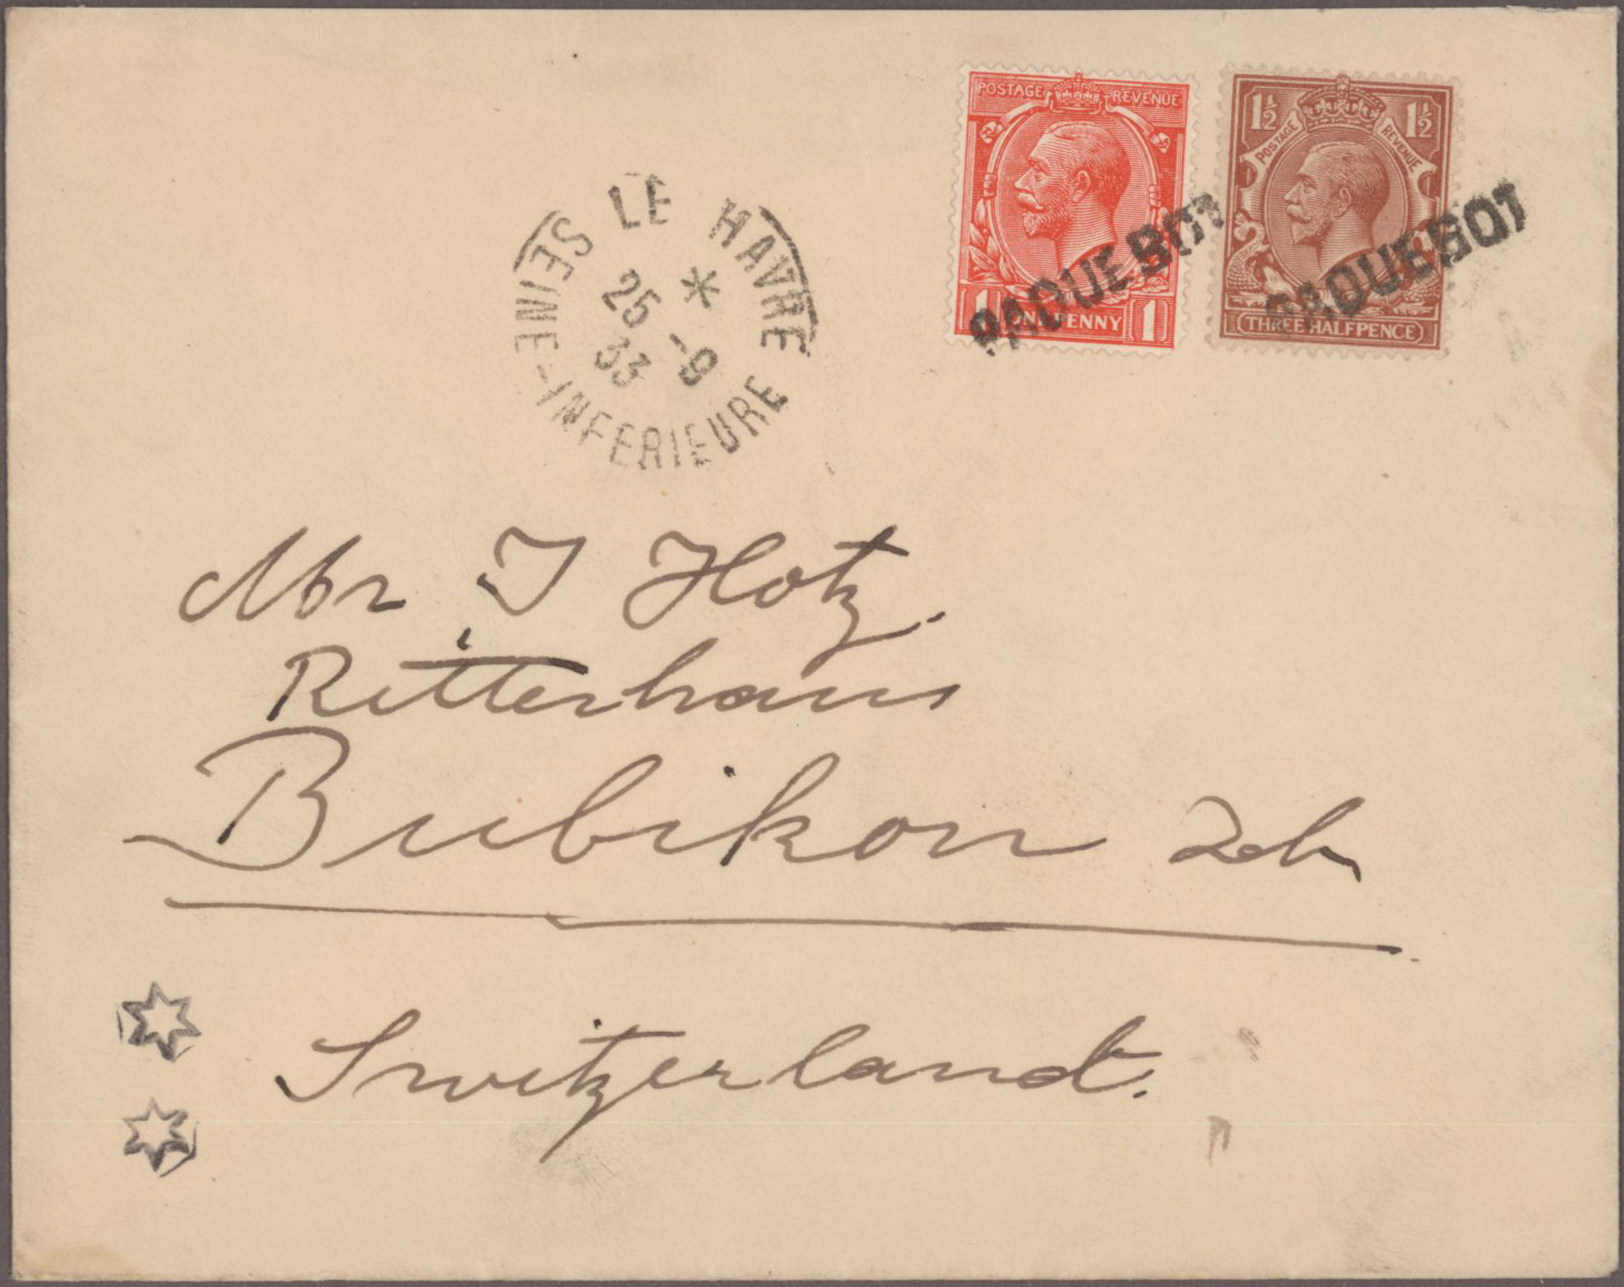 POSTAGE REVENUE
1 ONE PENNY 1
1½ 1½
POSTAGE REVENUE
THREE HALFPENCE
PAQUEBOT
PAQUEBOT
LE HAVRE
* 25 -9 33
SEINE-INFERIEURE
Mr J Hotz.
Ritterhaus
Bubikon Zch
Switzerland.